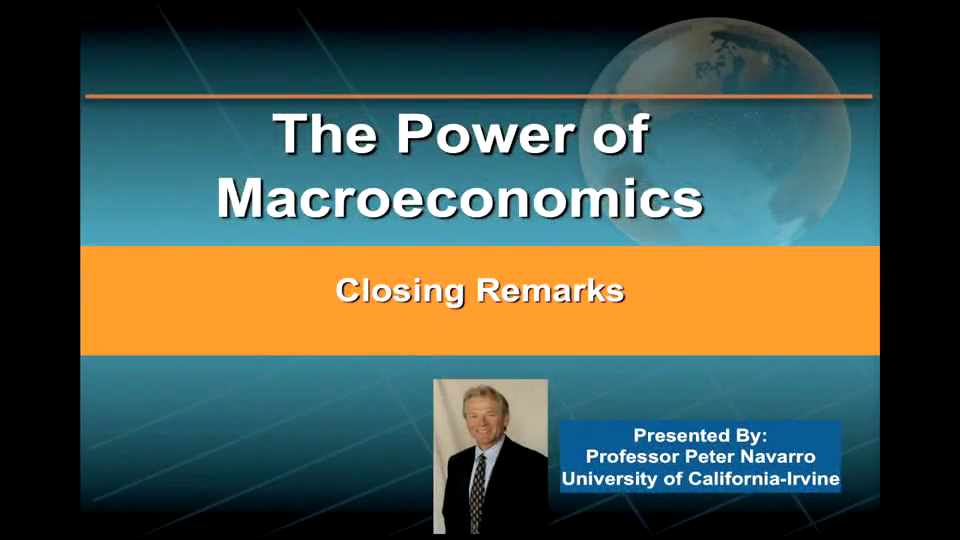 The Power of
Macroeconomics
Closing Remarks
Presented By:
Professor Peter Navarro
University of California-Irvine